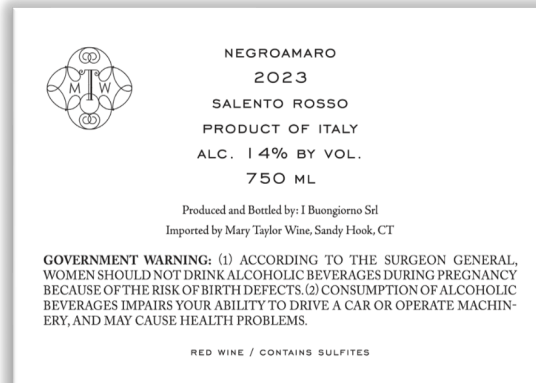 MTW
NEGROAMARO
2023
SALENTO ROSSO
PRODUCT OF ITALY
ALC. 14% BY VOL.
750 ML
Produced and Bottled by: I Buongiorno Srl
Imported by Mary Taylor Wine, Sandy Hook, CT
GOVERNMENT WARNING: (1) ACCORDING TO THE SURGEON GENERAL,
WOMEN SHOULD NOT DRINK ALCOHOLIC BEVERAGES DURING PREGNANCY
BECAUSE OF THE RISK OF BIRTH DEFECTS. (2) CONSUMPTION OF ALCOHOLIC
BEVERAGES IMPAIRS YOUR ABILITY TO DRIVE A CAR OR OPERATE MACHIN-
ERY, AND MAY CAUSE HEALTH PROBLEMS.
RED WINE / CONTAINS SULFITES